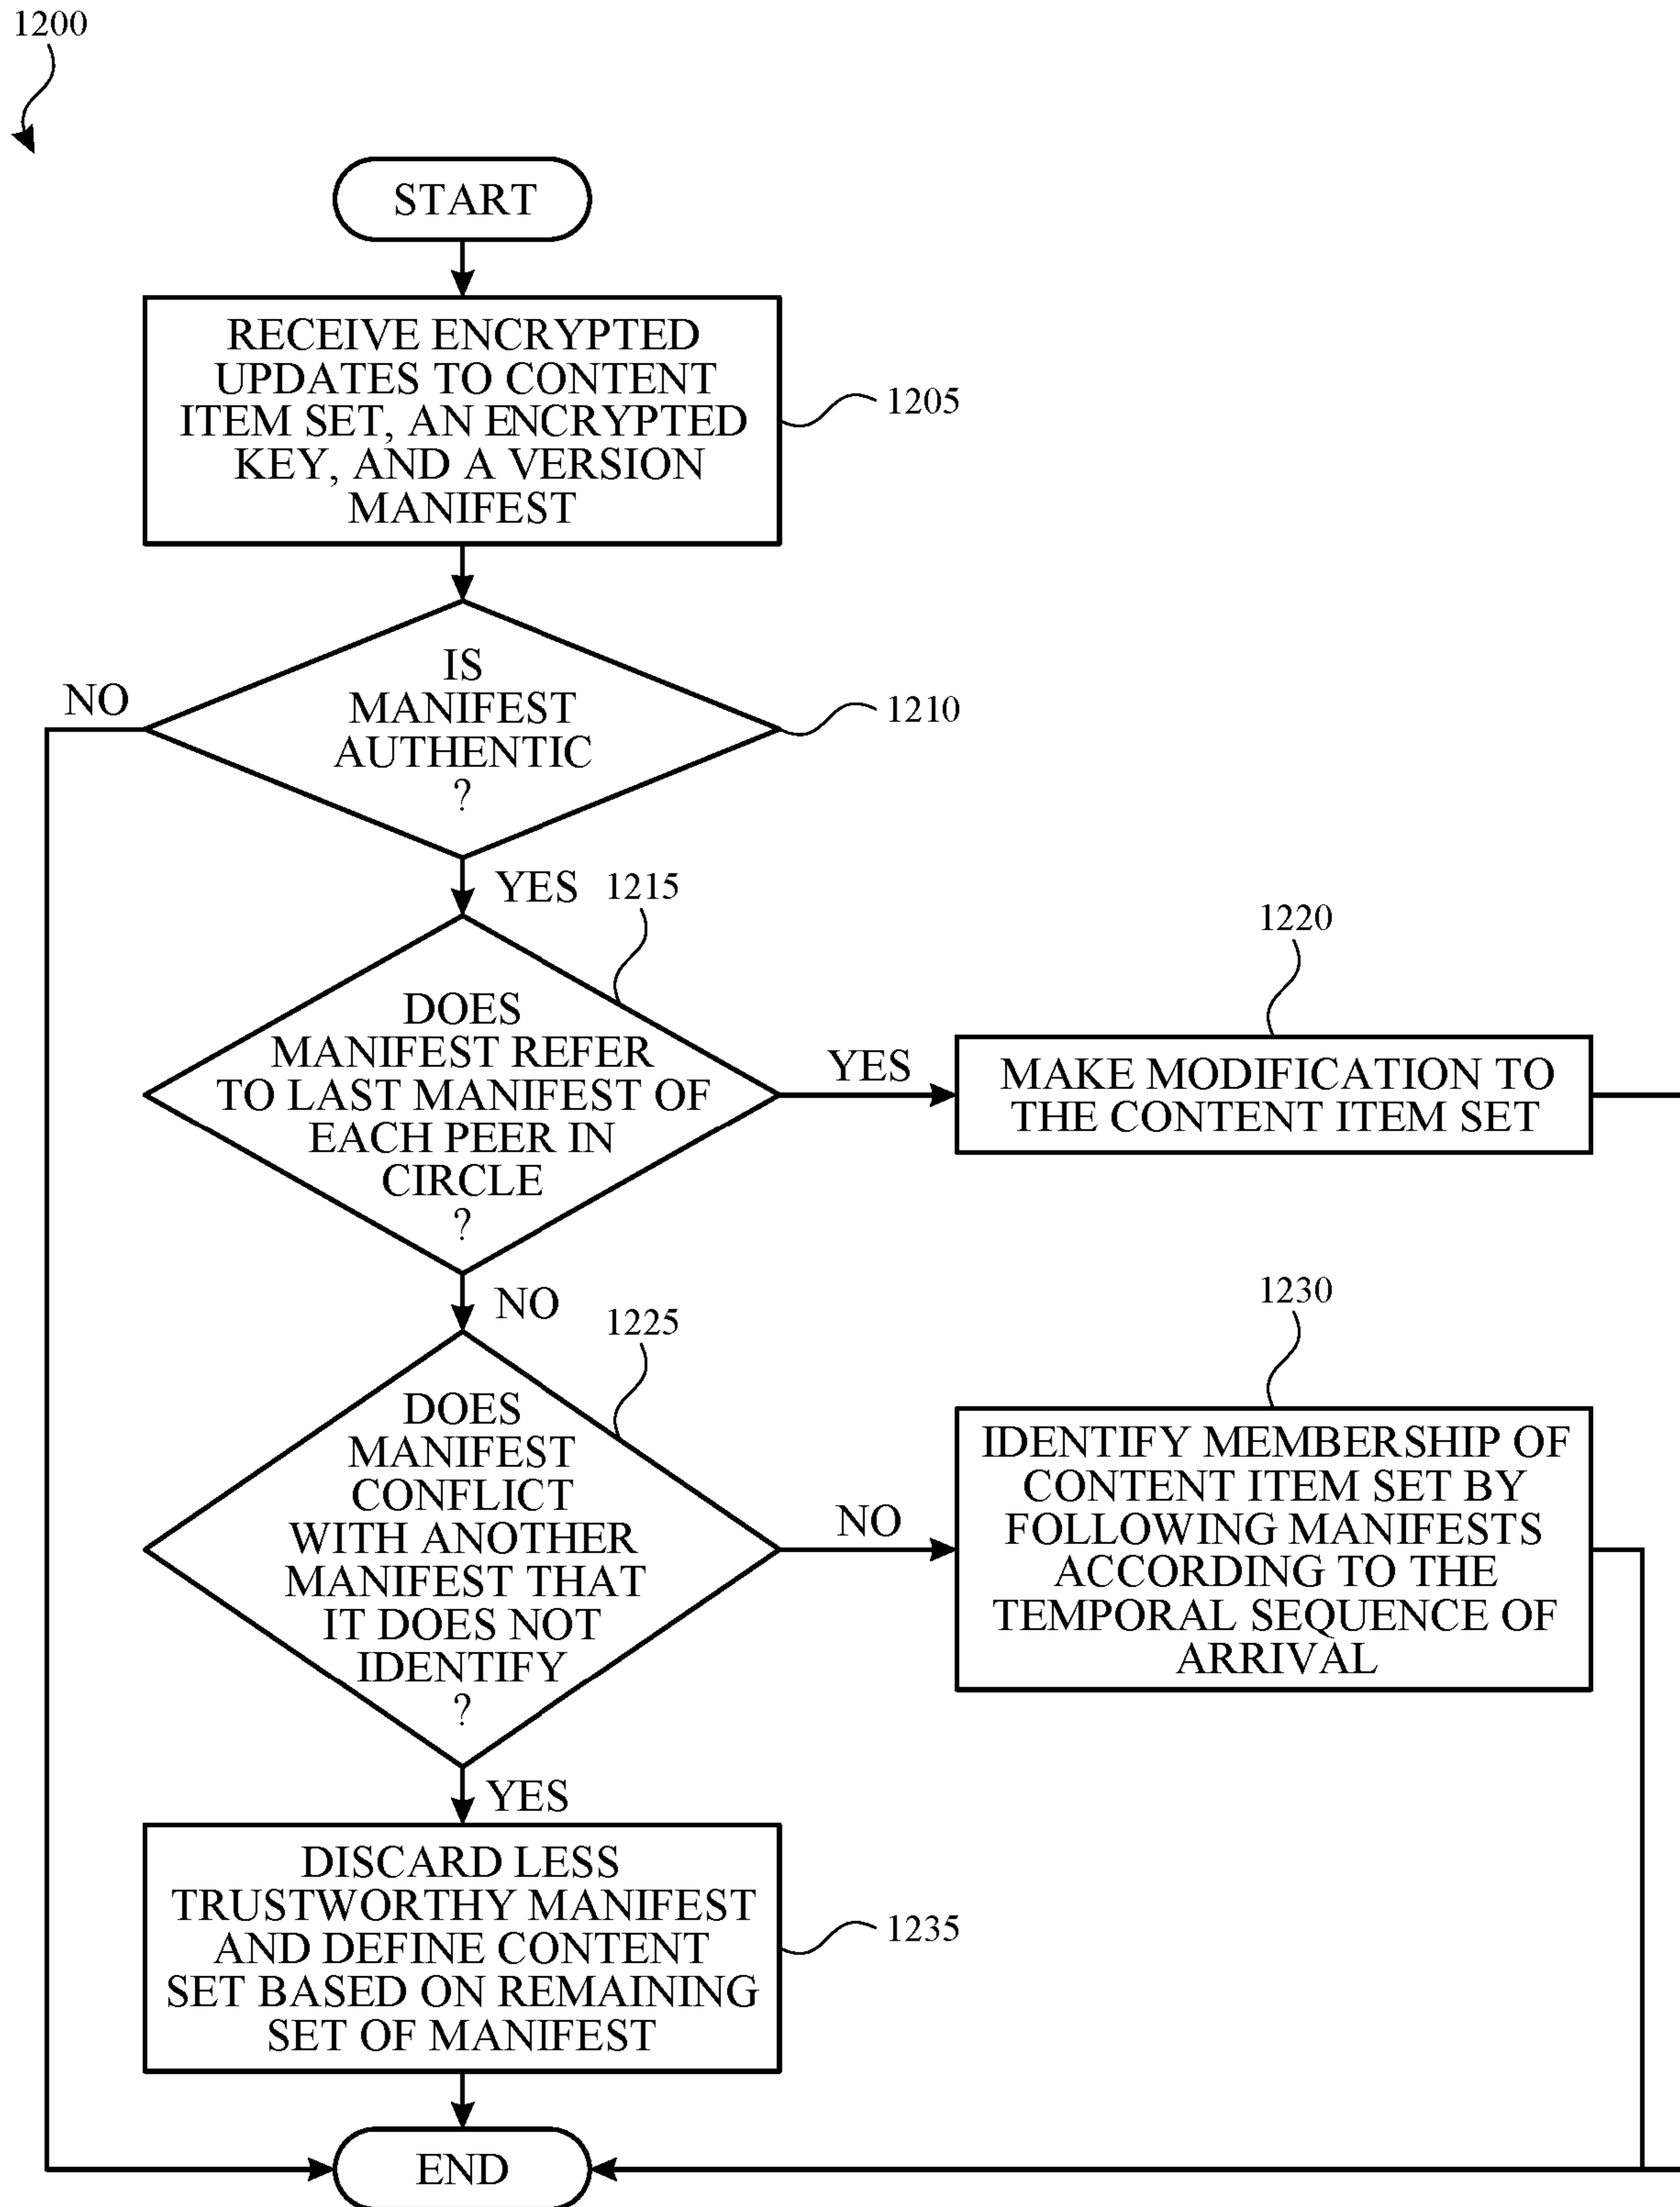 1200
START
RECEIVE ENCRYPTED
UPDATES TO CONTENT
ITEM SET, AN ENCRYPTED
KEY, AND A VERSION
MANIFEST
1205
IS
MANIFEST
AUTHENTIC
?
1210
NO
YES
1215
DOES
MANIFEST REFER
TO LAST MANIFEST OF
EACH PEER IN
CIRCLE
?
YES
1220
MAKE MODIFICATION TO
THE CONTENT ITEM SET
NO
1225
DOES
MANIFEST
CONFLICT
WITH ANOTHER
MANIFEST THAT
IT DOES NOT
IDENTIFY
?
NO
1230
IDENTIFY MEMBERSHIP OF
CONTENT ITEM SET BY
FOLLOWING MANIFESTS
ACCORDING TO THE
TEMPORAL SEQUENCE OF
ARRIVAL
YES
DISCARD LESS
TRUSTWORTHY MANIFEST
AND DEFINE CONTENT
SET BASED ON REMAINING
SET OF MANIFEST
1235
END